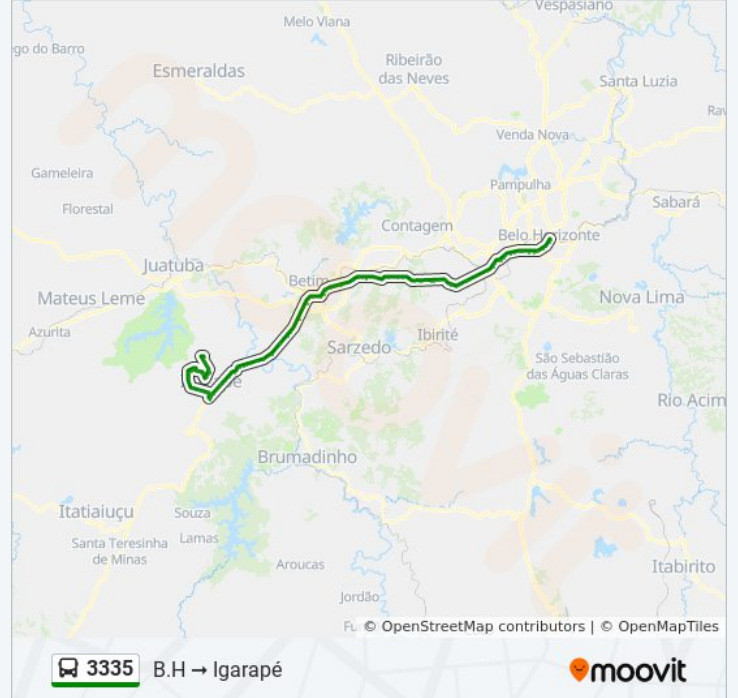 Vespasiano
Melo Viana
ego do Barro
Ribeirão
das Neves
Esmeraldas
Santa Luzia
Rav
Venda Nova
Gameleira
Pampulha
Florestal
Sabará
Contagem
Belo Horizonte
Juatuba
Betim
Mateus Leme
Nova Lima
Azurita
Ibirité
Sarzedo
São Sebastião
das Águas Claras
Rio Acim
Brumadinho
Itatiaiuçu
Souza
Lamas
Santa Teresinha
de Minas
Aroucas
Itabirito
Jordão
© OpenStreetMap contributors | © OpenMapTiles
3335 B.H → Igarapé
moovit